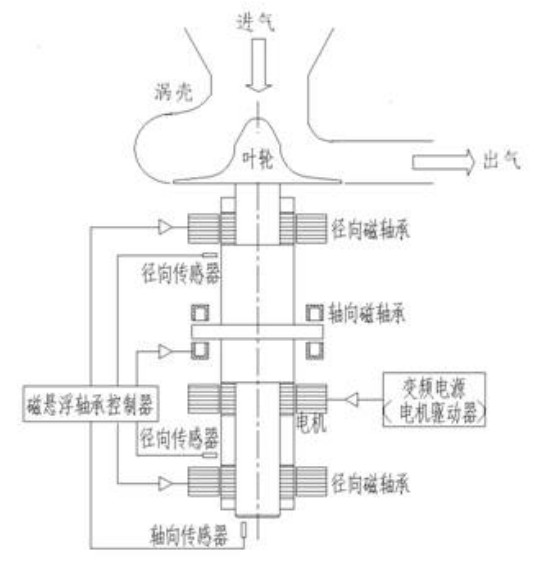 进气
涡壳
叶轮
出气
径向磁轴承
径向传感器
轴向磁轴承
磁悬浮轴承控制器
变频电源
(电机驱动器)
电机
径向传感器
径向磁轴承
轴向传感器